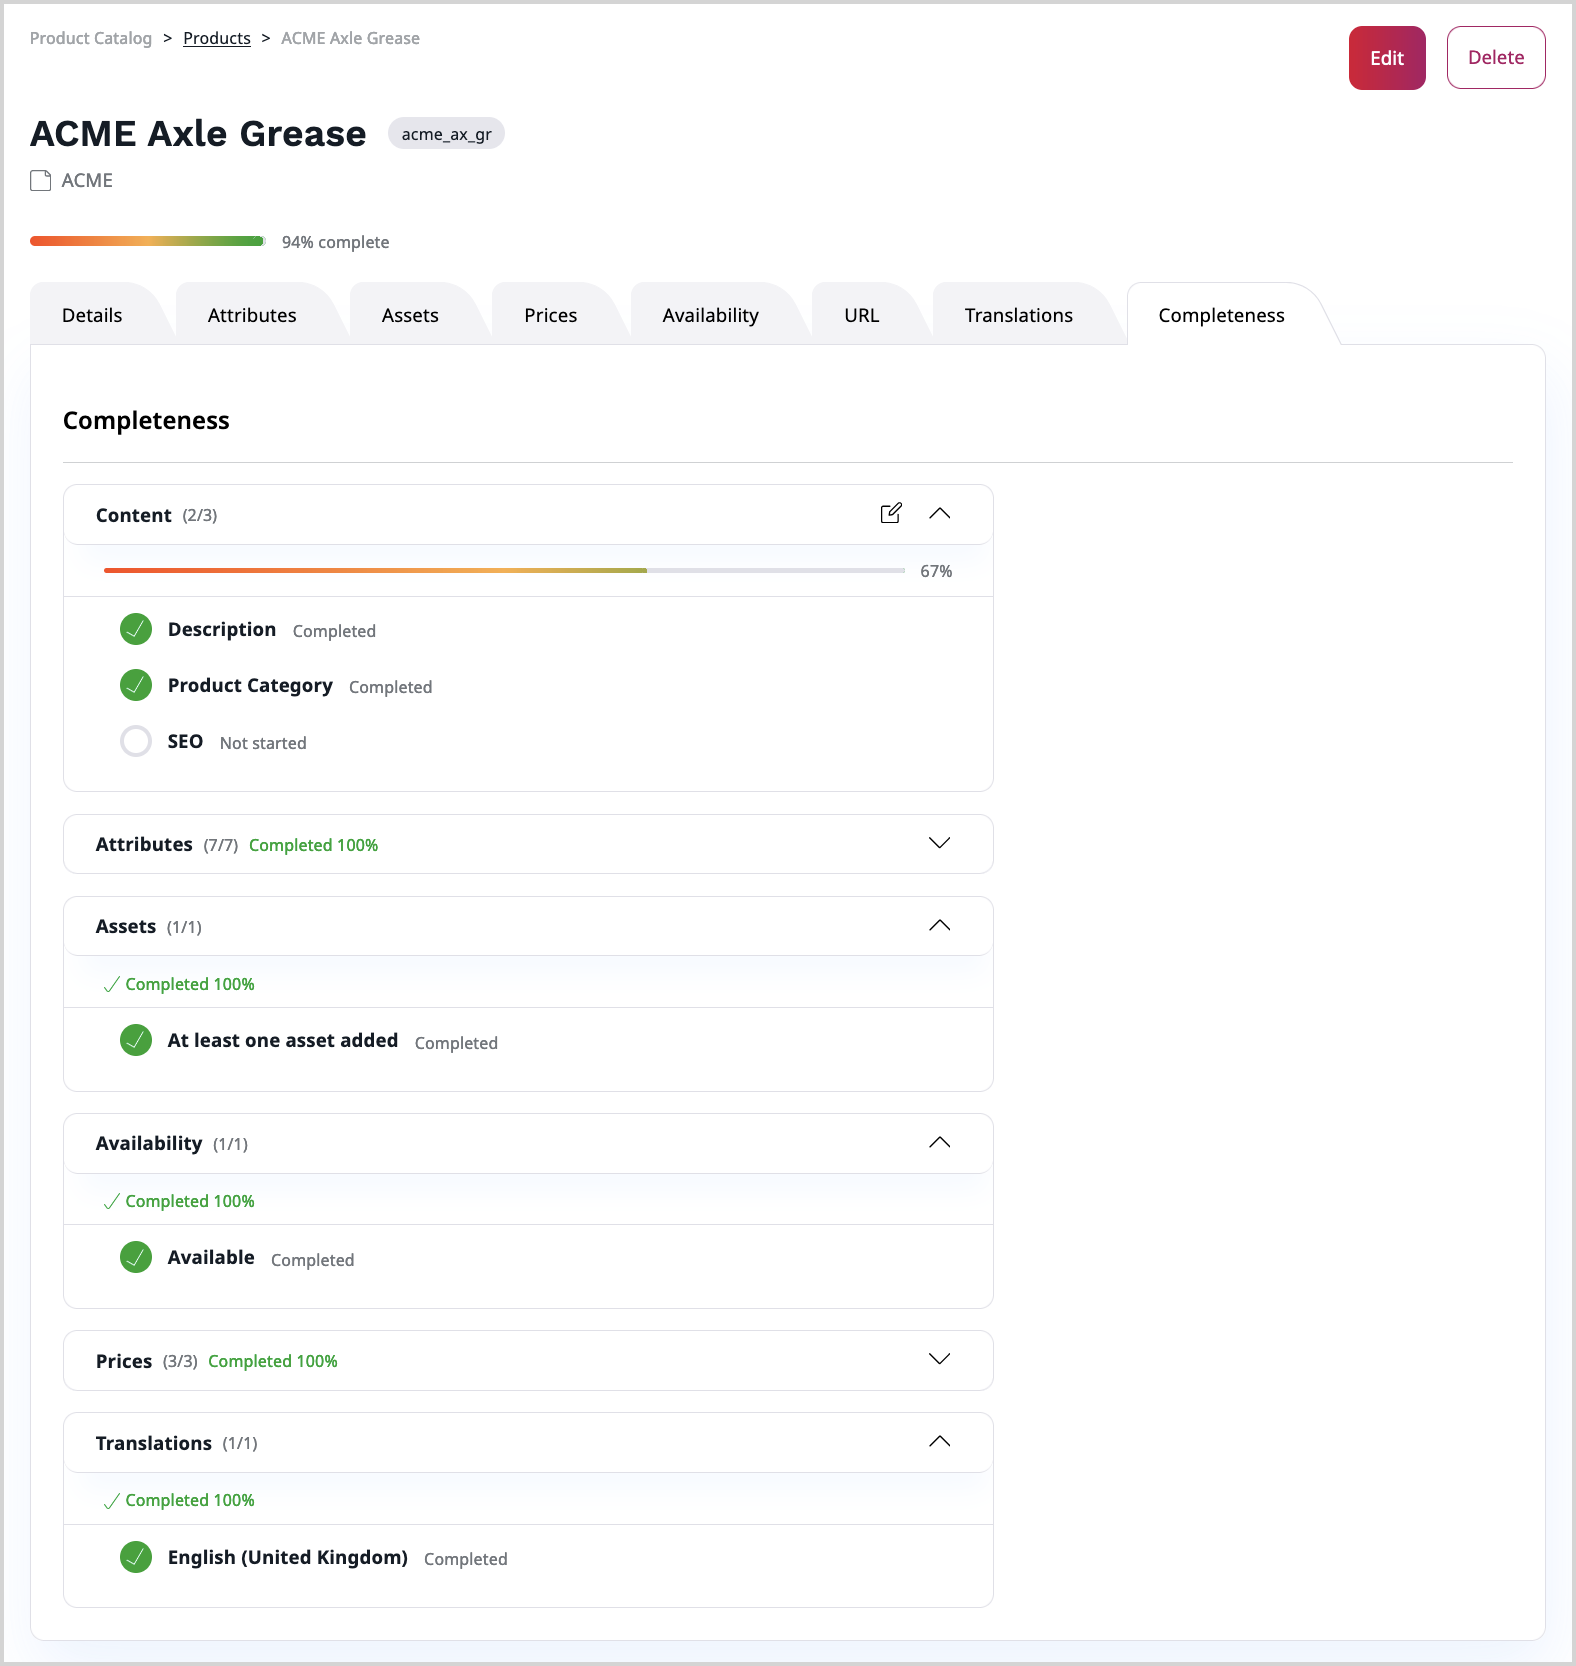 Product Catalog > Products > ACME Axle Grease
Edit
Delete
ACME Axle Grease acme_ax_gr
ACME
94% complete
Details Attributes Assets Prices Availability URL Translations Completeness
Completeness
Content (2/3)
67%
Description Completed
Product Category Completed
SEO Not started
Attributes (7/7) Completed 100%
Assets (1/1)
Completed 100%
At least one asset added Completed
Availability (1/1)
Completed 100%
Available Completed
Prices (3/3) Completed 100%
Translations (1/1)
Completed 100%
English (United Kingdom) Completed